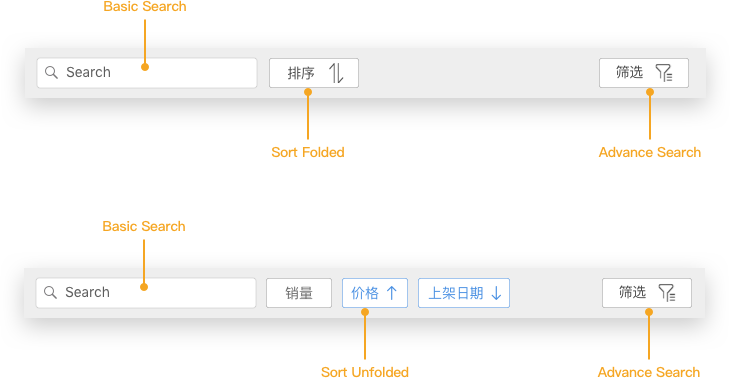 Basic Search
Search
排序
筛选
Sort Folded
Advance Search
Basic Search
Search
销量
价格
上架日期
筛选
Sort Unfolded
Advance Search